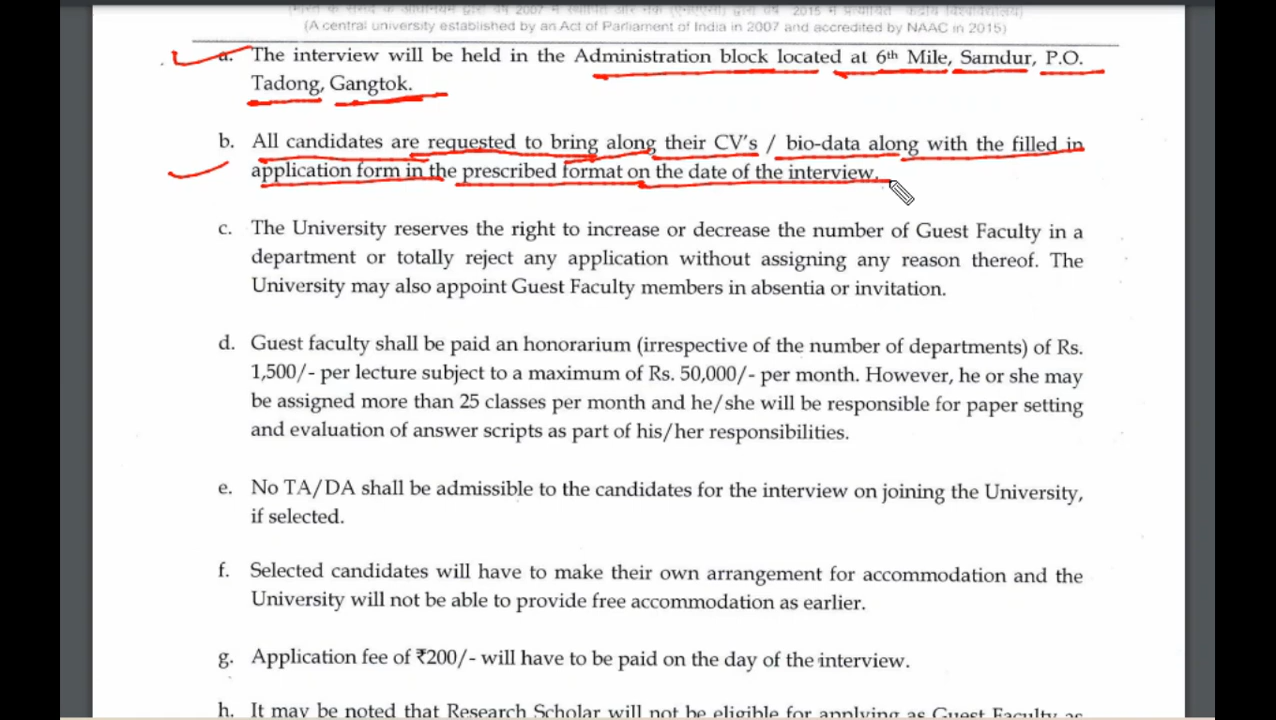 (A central university established by an Act of Parliament of India in 2007 and accredited by NAAC in 2015)
a. The interview will be held in the Administration block located at 6th Mile, Samdur, P.O.
Tadong, Gangtok.
b. All candidates are requested to bring along their CV's / bio-data along with the filled in
application form in the prescribed format on the date of the interview.
c. The University reserves the right to increase or decrease the number of Guest Faculty in a
department or totally reject any application without assigning any reason thereof. The
University may also appoint Guest Faculty members in absentia or invitation.
d. Guest faculty shall be paid an honorarium (irrespective of the number of departments) of Rs.
1,500/- per lecture subject to a maximum of Rs. 50,000/- per month. However, he or she may
be assigned more than 25 classes per month and he/she will be responsible for paper setting
and evaluation of answer scripts as part of his/her responsibilities.
e. No TA/DA shall be admissible to the candidates for the interview on joining the University,
if selected.
f. Selected candidates will have to make their own arrangement for accommodation and the
University will not be able to provide free accommodation as earlier.
g. Application fee of ₹200/- will have to be paid on the day of the interview.
h. It may be noted that Research Scholar will not be eligible for applying as Guest Faculty as